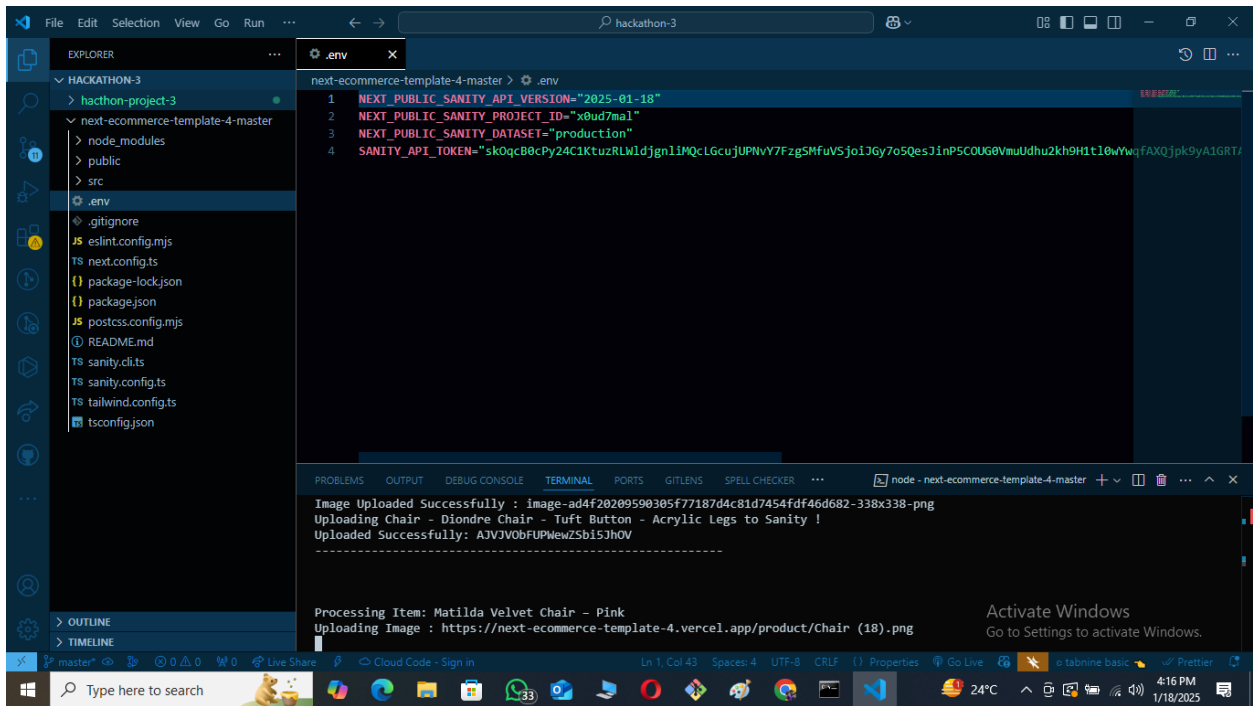 File Edit Selection View Go Run ··· hackathon-3
EXPLORER ···
HACKATHON-3
hacthon-project-3
next-ecommerce-template-4-master
node_modules
public
src
.env
.gitignore
JS eslint.config.mjs
TS next.config.ts
{} package-lock.json
{} package.json
JS postcss.config.mjs
README.md
TS sanity.cli.ts
TS sanity.config.ts
TS tailwind.config.ts
tsconfig.json
OUTLINE
TIMELINE
.env
next-ecommerce-template-4-master > .env
1 NEXT_PUBLIC_SANITY_API_VERSION="2025-01-18"
2 NEXT_PUBLIC_SANITY_PROJECT_ID="x0ud7mal"
3 NEXT_PUBLIC_SANITY_DATASET="production"
4 SANITY_API_TOKEN=
PROBLEMS OUTPUT DEBUG CONSOLE TERMINAL PORTS GITLENS SPELL CHECKER ··· node - next-ecommerce-template-4-master
Image Uploaded Successfully : image-ad4f20209590305f77187d4c81d7454fdf46d682-338x338-png
Uploading Chair - Diondre Chair - Tuft Button - Acrylic Legs to Sanity !
Uploaded Successfully: AJVJVObFUPWewZSbi5JhOV
----------------------------------------------------------
Processing Item: Matilda Velvet Chair – Pink
Uploading Image : https://next-ecommerce-template-4.vercel.app/product/Chair (18).png
Activate Windows
Go to Settings to activate Windows.
master* 0 0 0 Live Share Cloud Code - Sign in Ln 1, Col 43 Spaces: 4 UTF-8 CRLF {} Properties Go Live tabnine basic Prettier
Type here to search 33 24°C 4:16 PM
1/18/2025